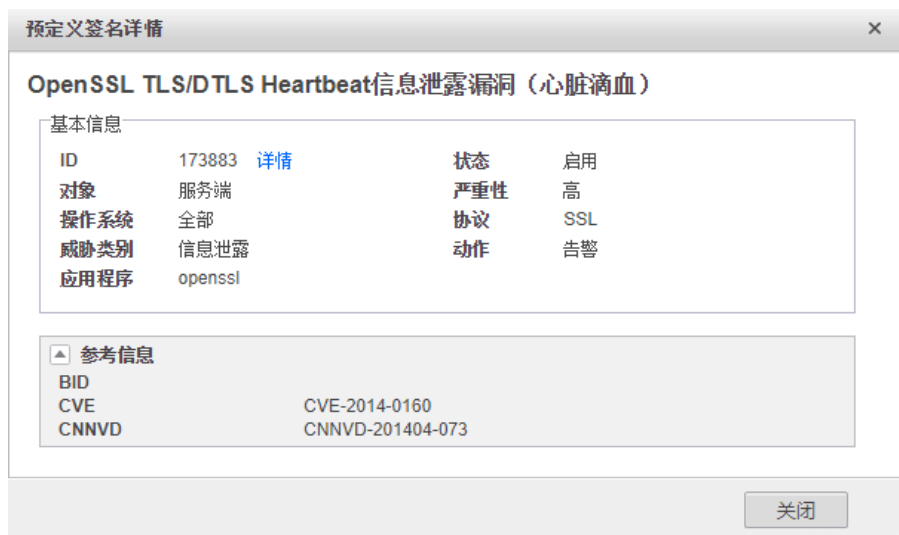 预定义签名详情 ×
OpenSSL TLS/DTLS Heartbeat信息泄露漏洞（心脏滴血）
基本信息
ID 173883 详情 状态 启用
对象 服务端 严重性 高
操作系统 全部 协议 SSL
威胁类别 信息泄露 动作 告警
应用程序 openssl
参考信息
BID
CVE CVE-2014-0160
CNNVD CNNVD-201404-073
关闭